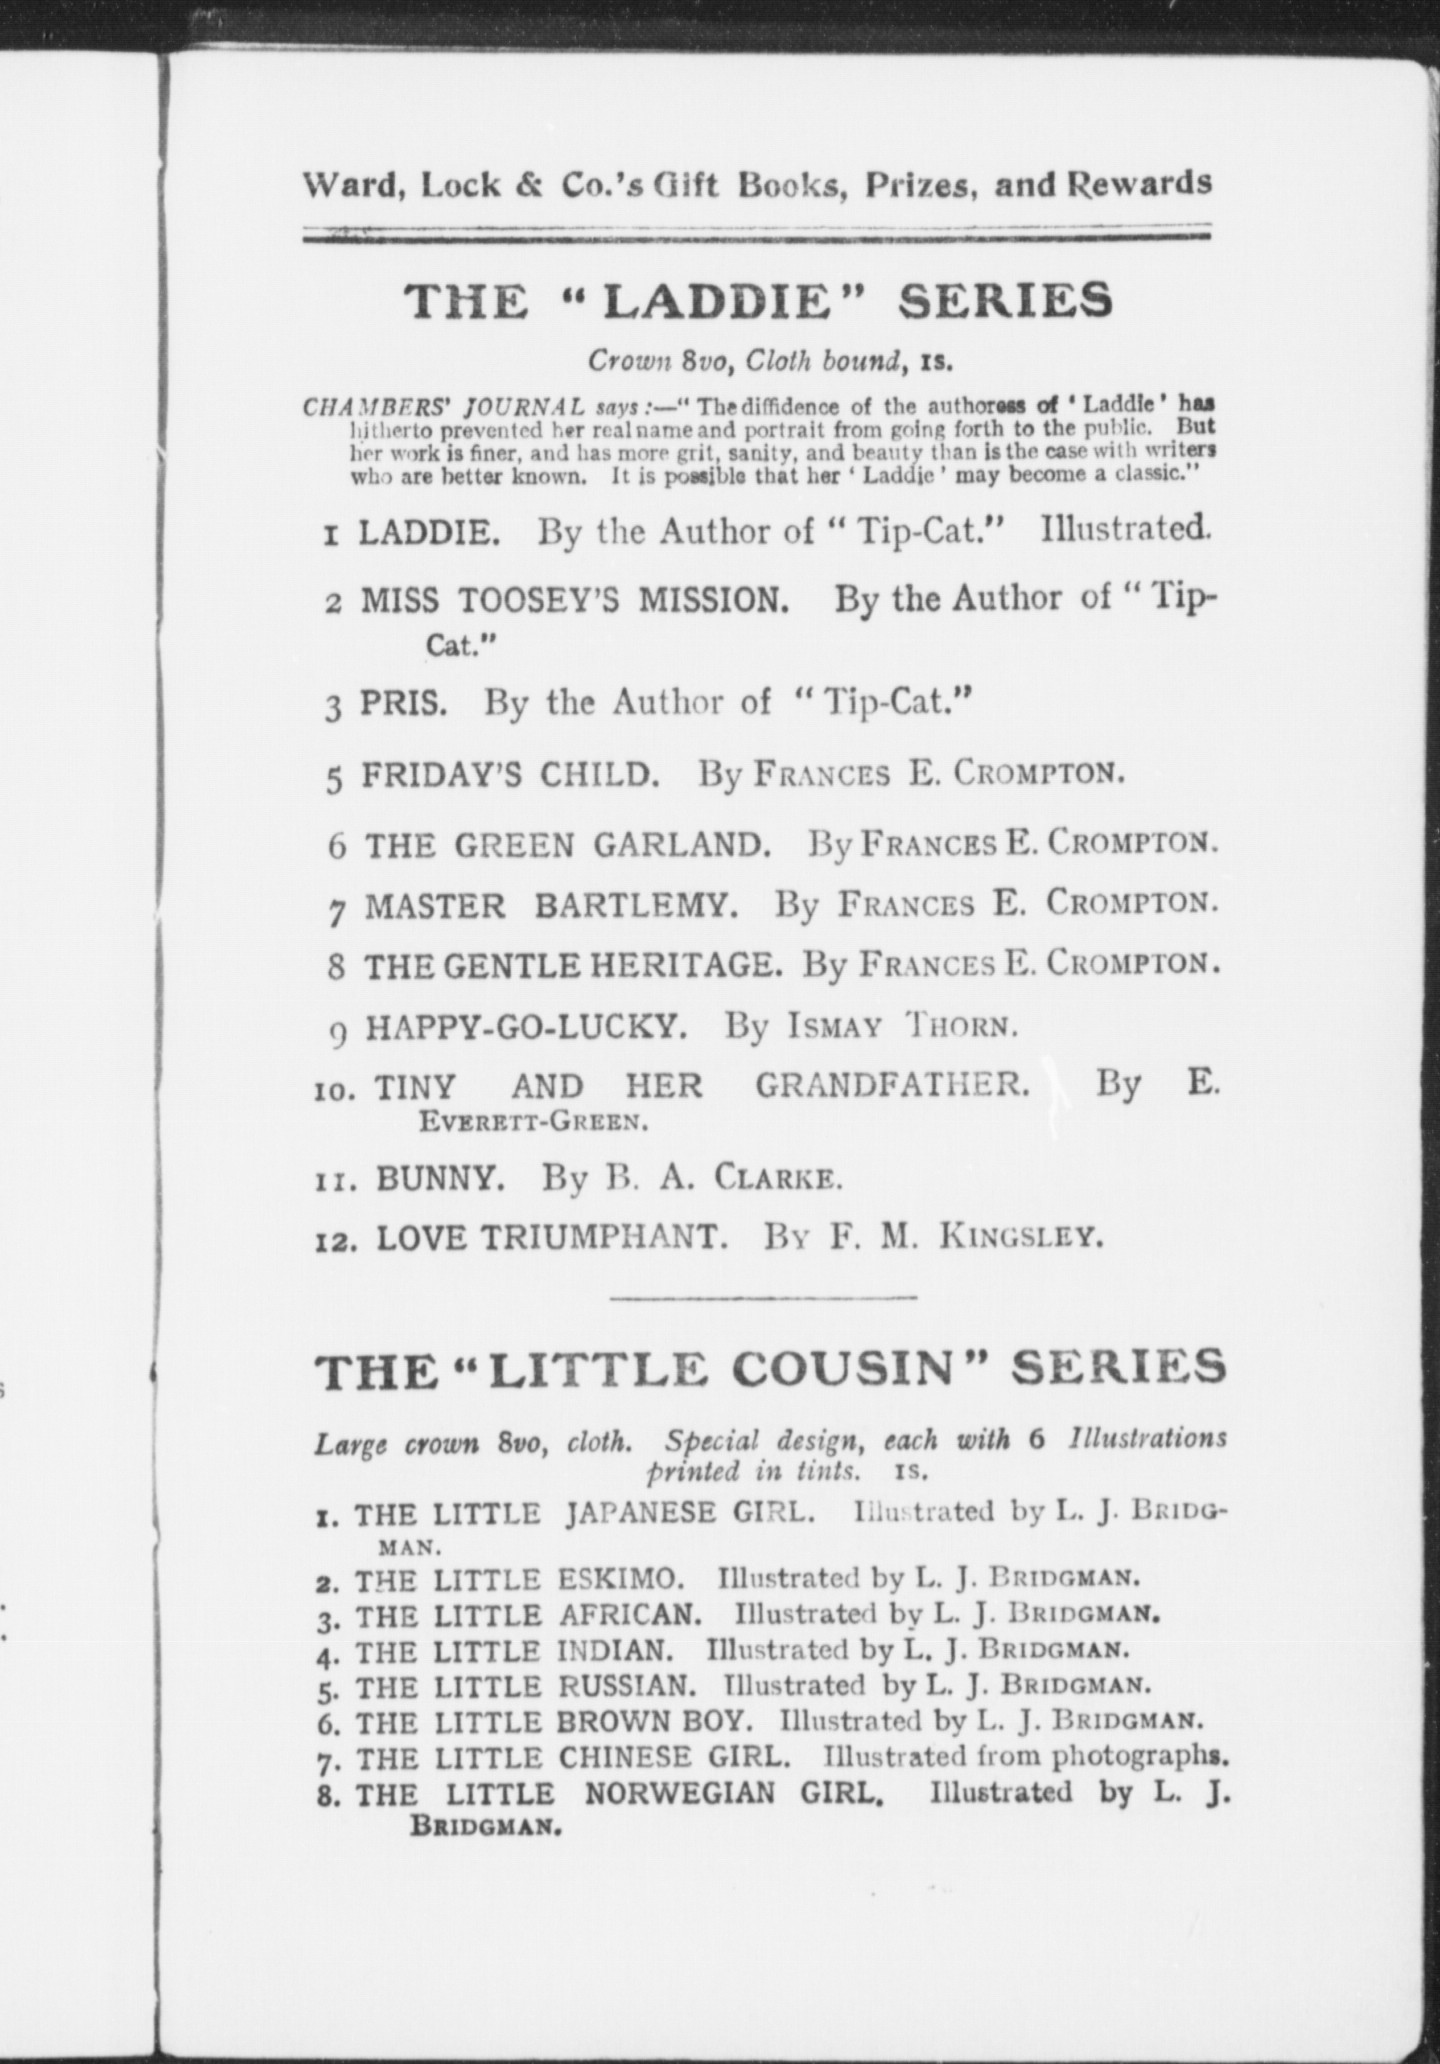 Ward, Lock & Co.'s Gift Books, Prizes, and Rewards
THE "LADDIE" SERIES
Crown 8vo, Cloth bound, 1s.
CHAMBERS' JOURNAL says:—"The diffidence of the authoress of 'Laddie' has
hitherto prevented her real name and portrait from going forth to the public. But
her work is finer, and has more grit, sanity, and beauty than is the case with writers
who are better known. It is possible that her 'Laddie' may become a classic."
1 LADDIE. By the Author of "Tip-Cat." Illustrated.
2 MISS TOOSEY'S MISSION. By the Author of "Tip-
Cat."
3 PRIS. By the Author of "Tip-Cat."
5 FRIDAY'S CHILD. By FRANCES E. CROMPTON.
6 THE GREEN GARLAND. By FRANCES E. CROMPTON.
7 MASTER BARTLEMY. By FRANCES E. CROMPTON.
8 THE GENTLE HERITAGE. By FRANCES E. CROMPTON.
9 HAPPY-GO-LUCKY. By ISMAY THORN.
10. TINY AND HER GRANDFATHER. By E.
EVERETT-GREEN.
11. BUNNY. By B. A. CLARKE.
12. LOVE TRIUMPHANT. BY F. M. KINGSLEY.
THE "LITTLE COUSIN" SERIES
Large crown 8vo, cloth. Special design, each with 6 Illustrations
printed in tints. 1s.
1. THE LITTLE JAPANESE GIRL. Illustrated by L. J. BRIDG-
MAN.
2. THE LITTLE ESKIMO. Illustrated by L. J. BRIDGMAN.
3. THE LITTLE AFRICAN. Illustrated by L. J. BRIDGMAN.
4. THE LITTLE INDIAN. Illustrated by L. J. BRIDGMAN.
5. THE LITTLE RUSSIAN. Illustrated by L. J. BRIDGMAN.
6. THE LITTLE BROWN BOY. Illustrated by L. J. BRIDGMAN.
7. THE LITTLE CHINESE GIRL. Illustrated from photographs.
8. THE LITTLE NORWEGIAN GIRL. Illustrated by L. J.
BRIDGMAN.